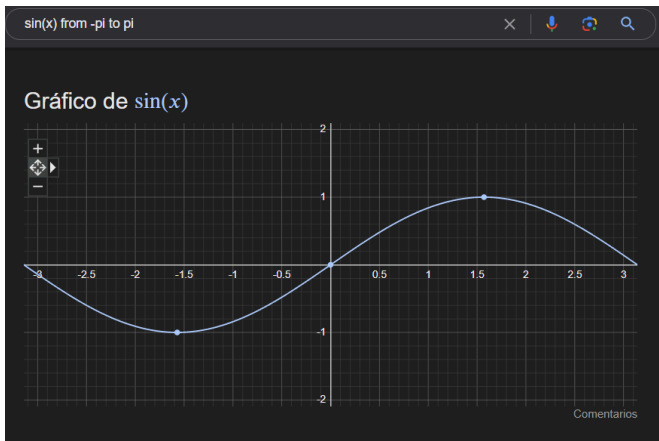 sin(x) from -pi to pi
Gráfico de sin(x)
+
−
2
1
-3 -2.5 -2 -1.5 -1 -0.5 0.5 1 1.5 2 2.5 3
-1
-2
Comentarios